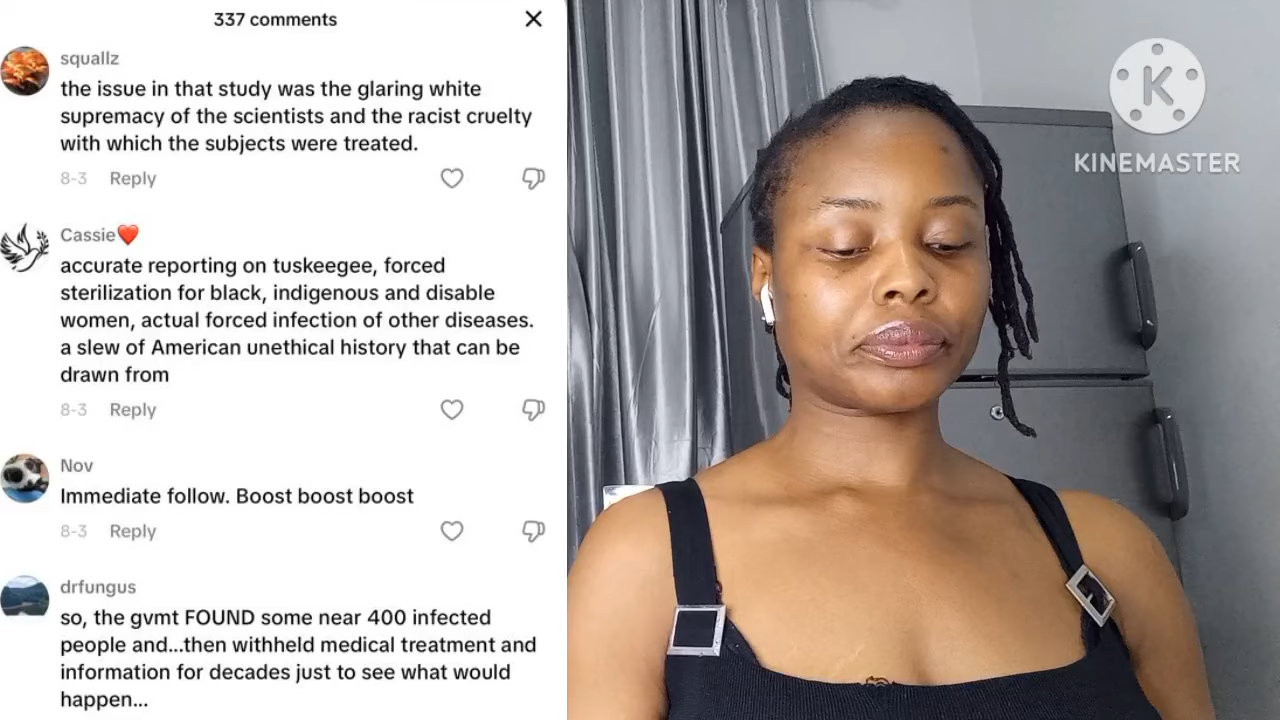 337 comments
squallz
the issue in that study was the glaring white
supremacy of the scientists and the racist cruelty
with which the subjects were treated.
8-3 Reply
Cassie❤️
accurate reporting on tuskeegee, forced
sterilization for black, indigenous and disable
women, actual forced infection of other diseases.
a slew of American unethical history that can be
drawn from
8-3 Reply
Nov
Immediate follow. Boost boost boost
8-3 Reply
drfungus
so, the gvmt FOUND some near 400 infected
people and...then withheld medical treatment and
information for decades just to see what would
happen...
K
KINEMASTER